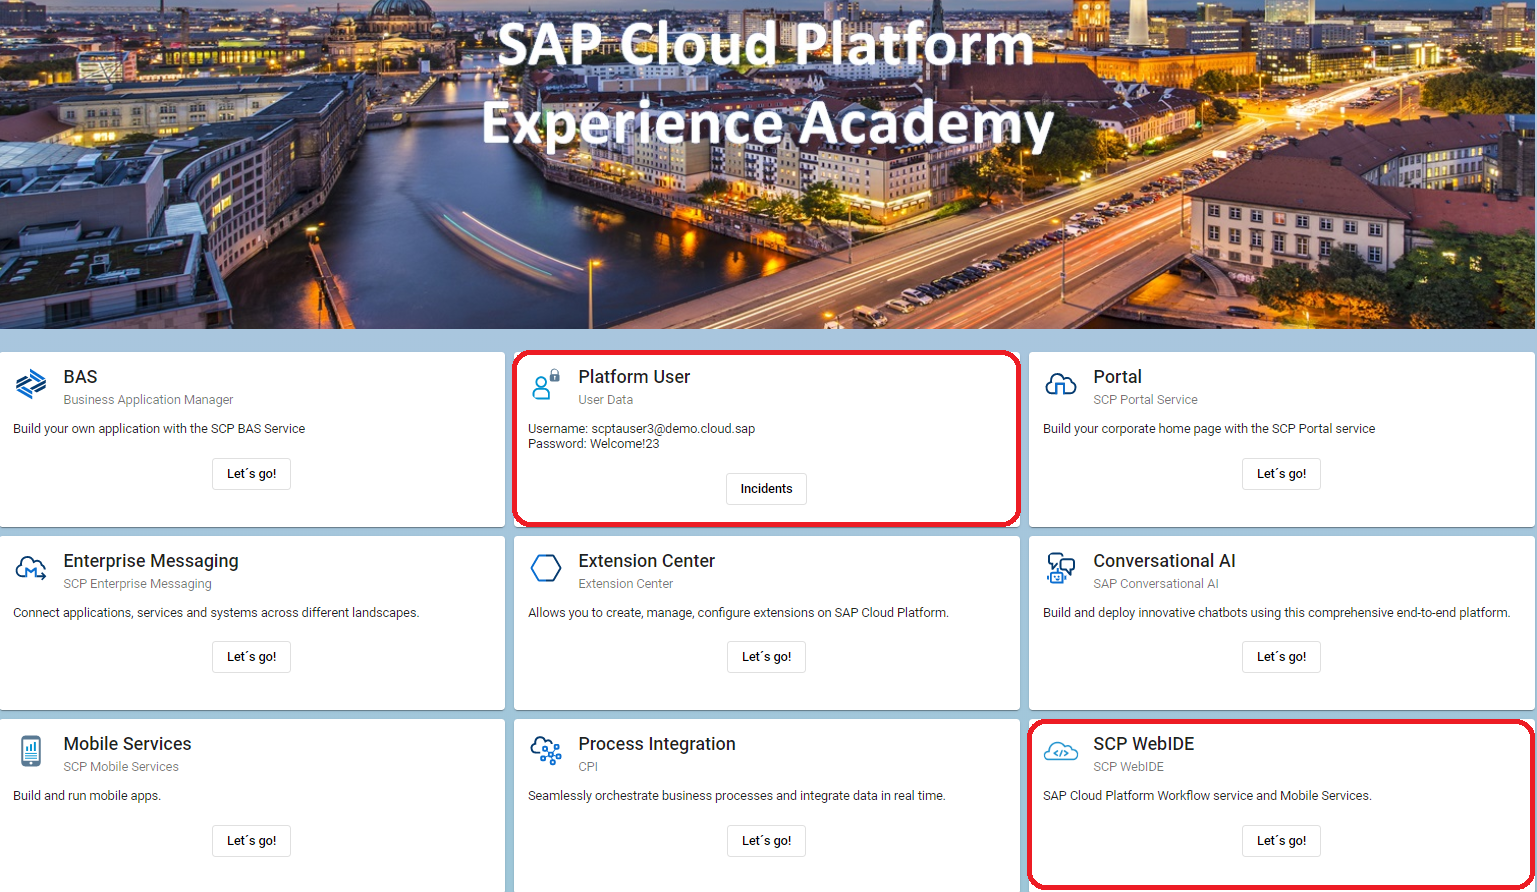 SAP Cloud Platform
Experience Academy
BAS
Business Application Manager
Build your own application with the SCP BAS Service
Let´s go!
Platform User
User Data
Username: scptauser3@demo.cloud.sap
Password: Welcome!23
Incidents
Portal
SCP Portal Service
Build your corporate home page with the SCP Portal service
Let´s go!
Enterprise Messaging
SCP Enterprise Messaging
Connect applications, services and systems across different landscapes.
Let´s go!
Extension Center
Extension Center
Allows you to create, manage, configure extensions on SAP Cloud Platform.
Let´s go!
Conversational AI
SAP Conversational AI
Build and deploy innovative chatbots using this comprehensive end-to-end platform.
Let´s go!
Mobile Services
SCP Mobile Services
Build and run mobile apps.
Let´s go!
Process Integration
CPI
Seamlessly orchestrate business processes and integrate data in real time.
Let´s go!
SCP WebIDE
SCP WebIDE
SAP Cloud Platform Workflow service and Mobile Services.
Let´s go!